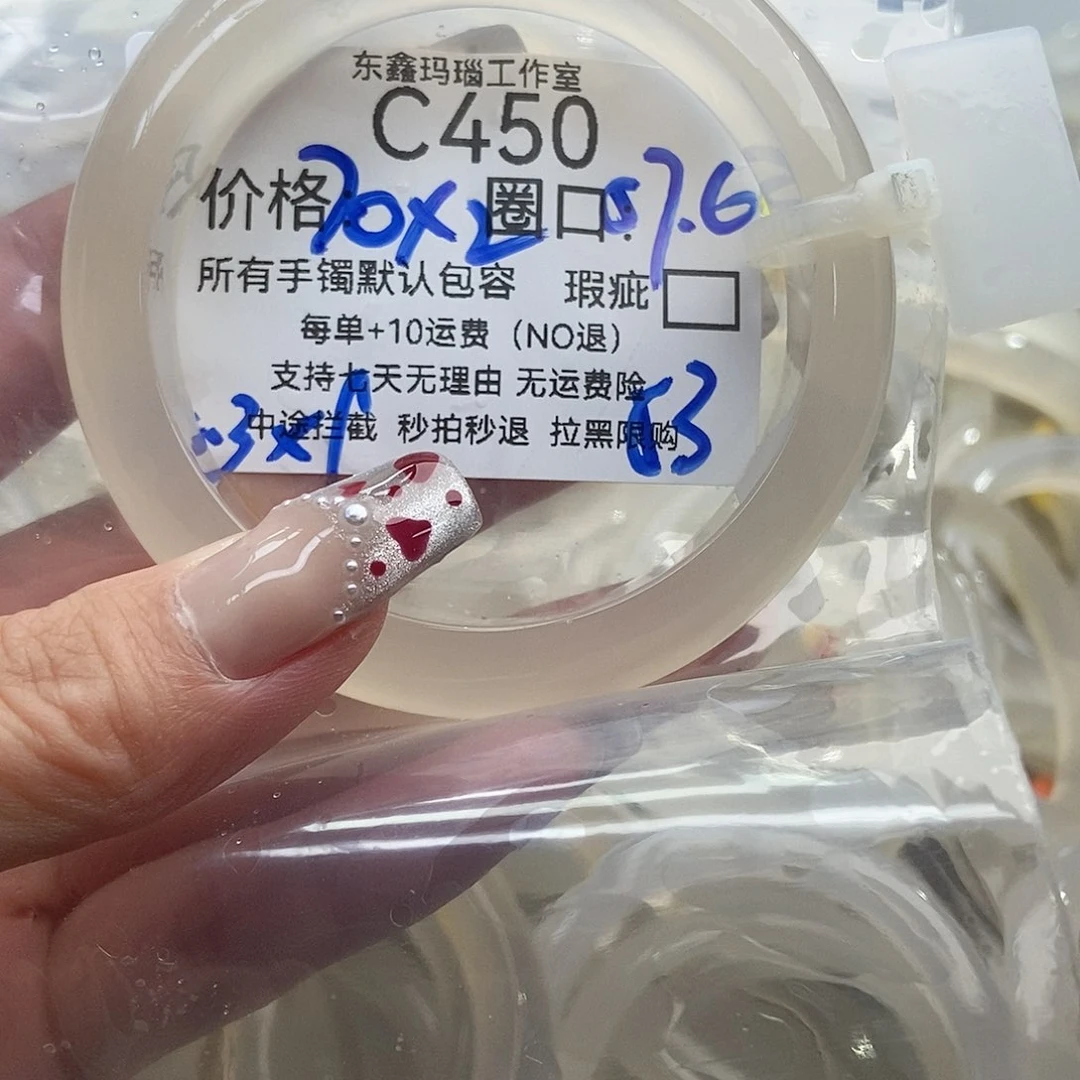 东鑫玛瑙工作室
C450
价格: 70x2 圈口: 57.6
所有手镯默认包容 瑕疵
每单+10运费（NO退）
支持七天无理由 无运费险
中途拦截 秒拍秒退 拉黑限购